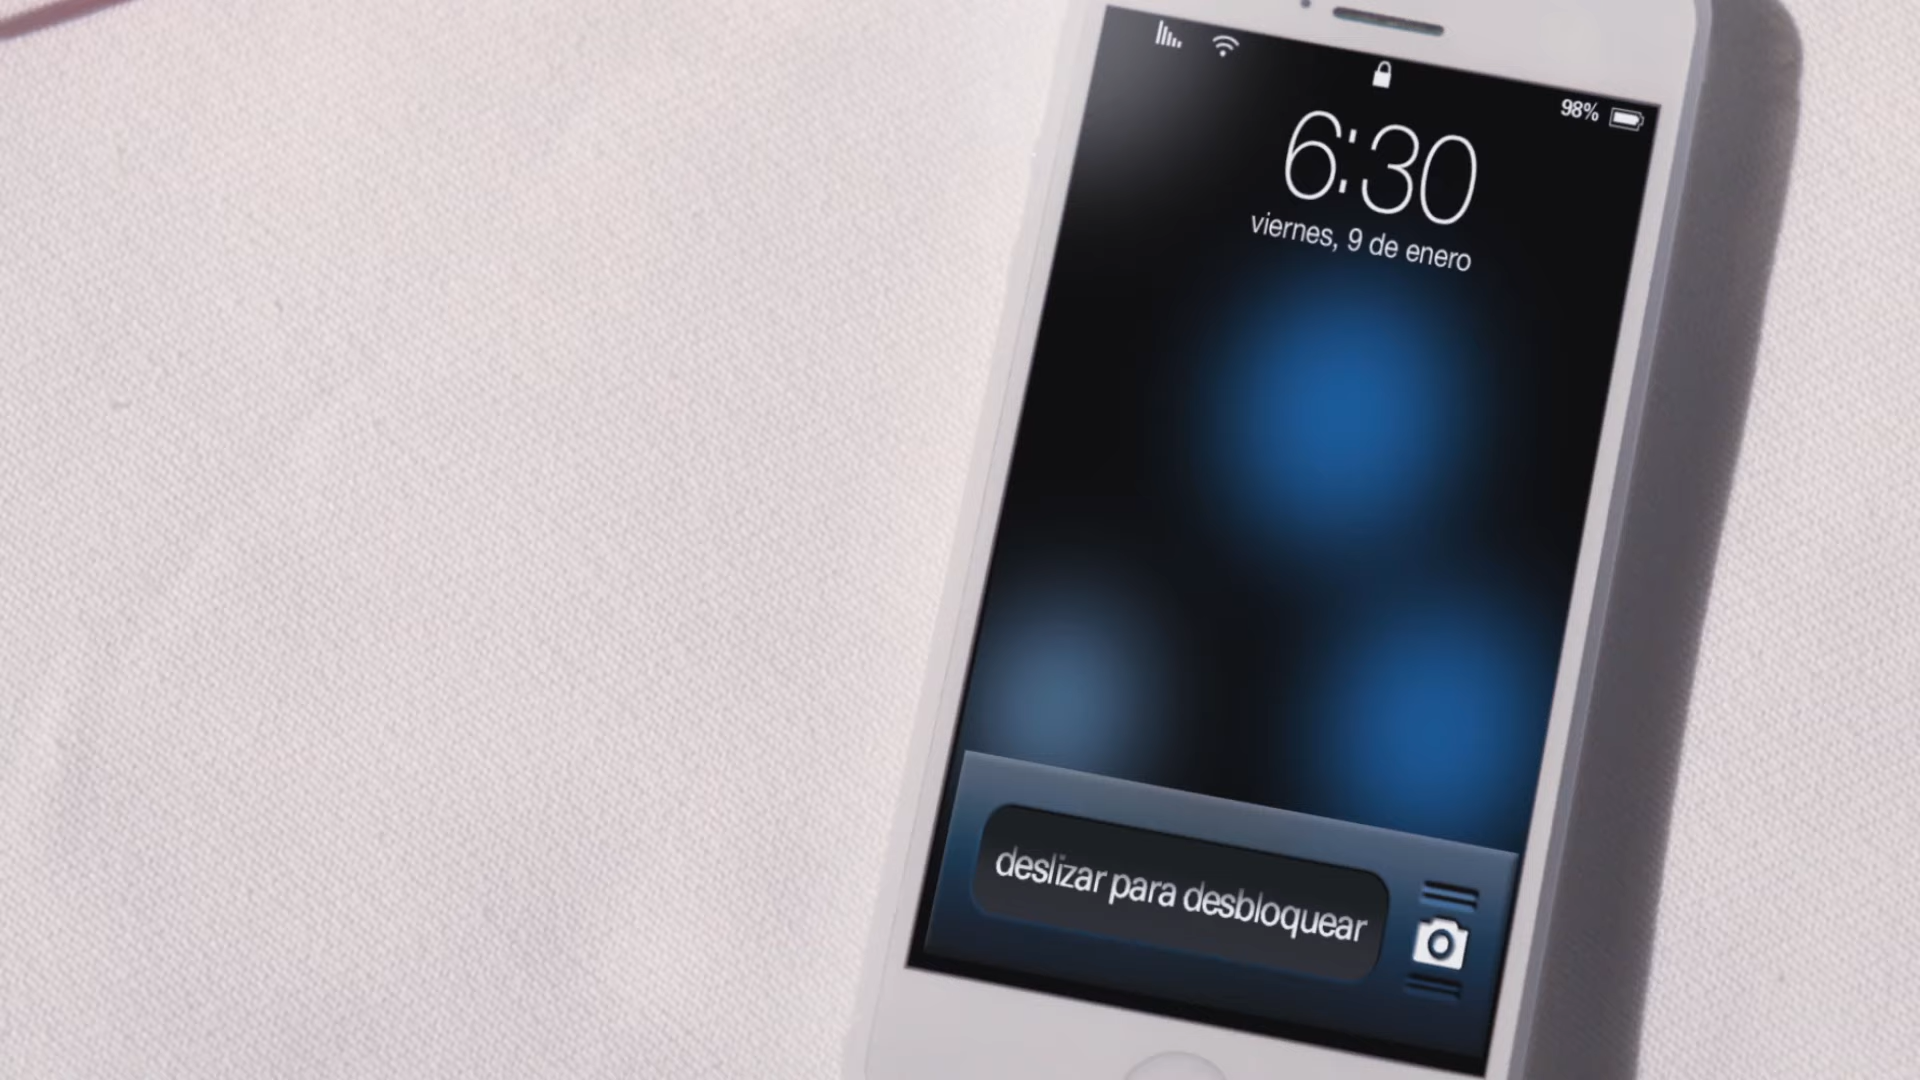 98%
6:30
viernes, 9 de enero
deslizar para desbloquear